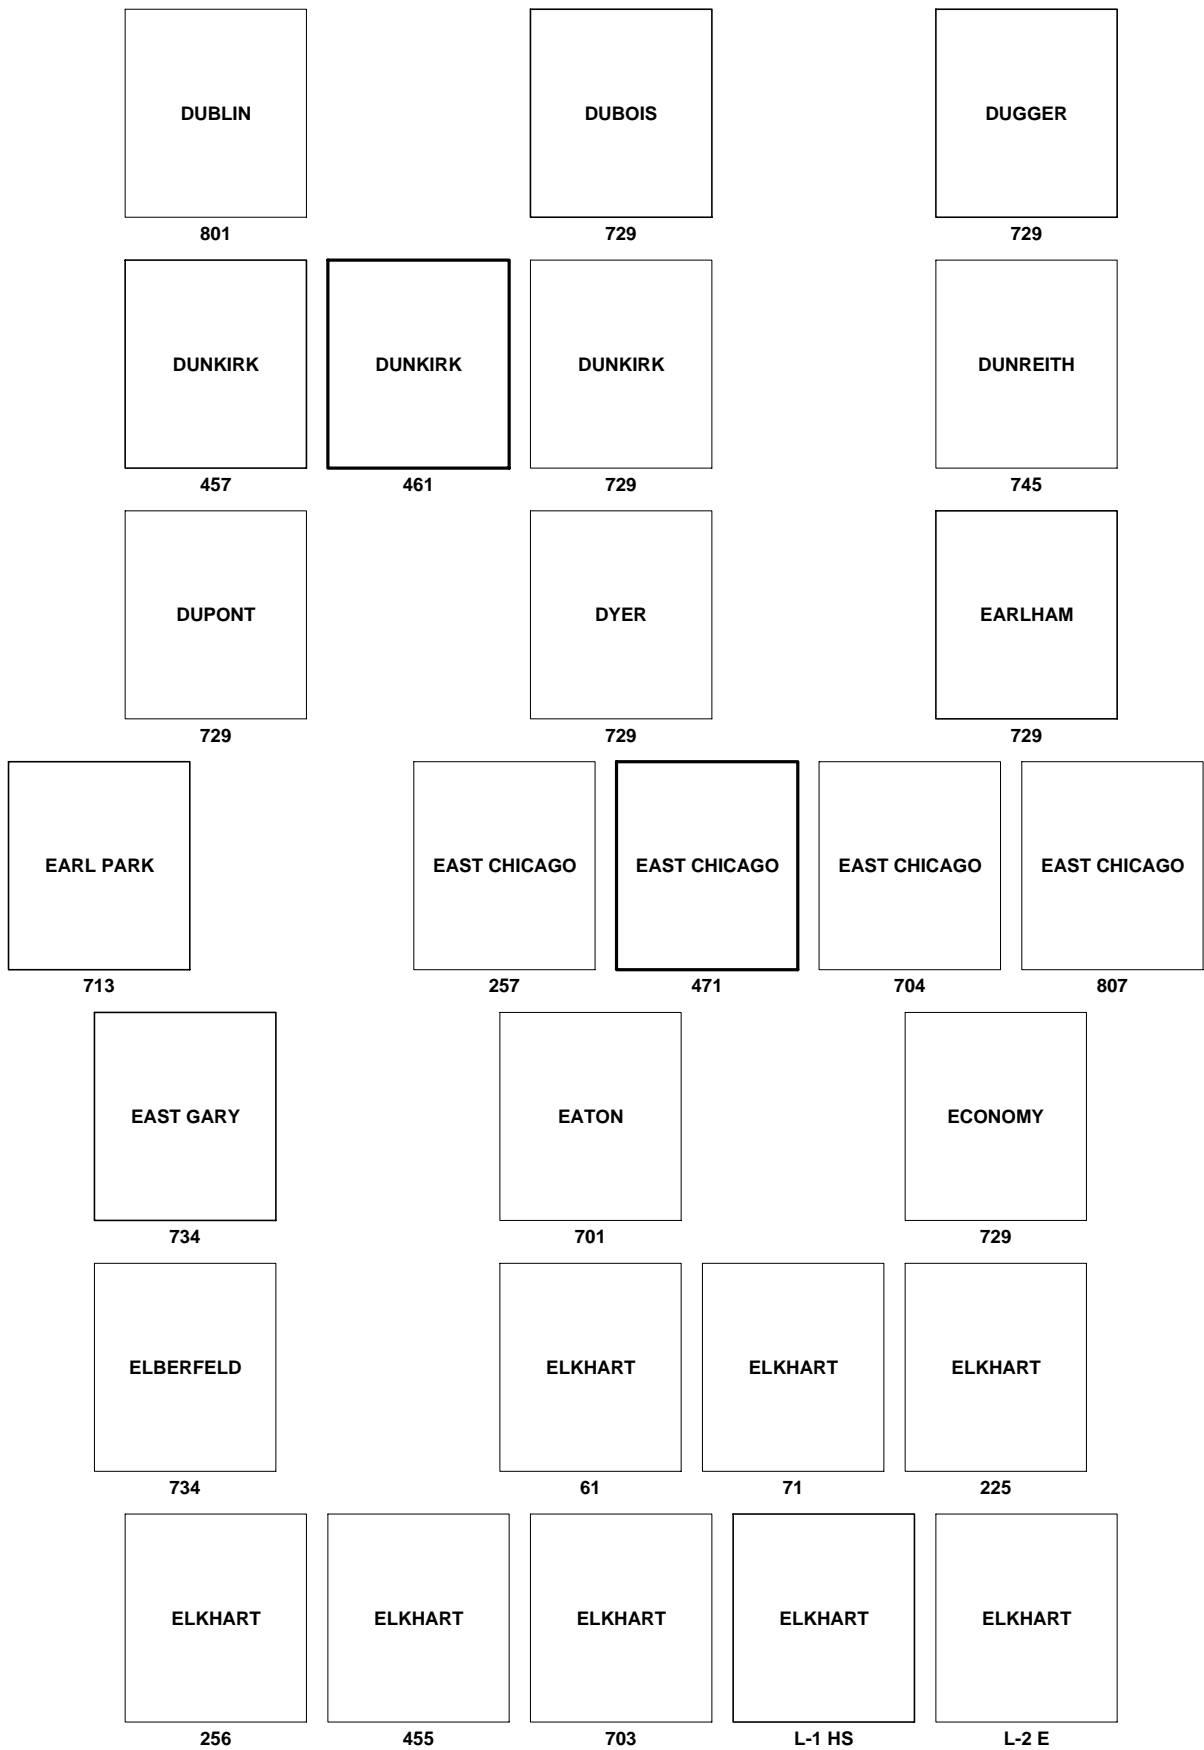 DUBLIN DUBOIS DUGGER
801 729 729
DUNKIRK DUNKIRK DUNKIRK DUNREITH
457 461 729 745
DUPONT DYER EARLHAM
729 729 729
EARL PARK EAST CHICAGO EAST CHICAGO EAST CHICAGO EAST CHICAGO
713 257 471 704 807
EAST GARY EATON ECONOMY
734 701 729
ELBERFELD ELKHART ELKHART ELKHART
734 61 71 225
ELKHART ELKHART ELKHART ELKHART ELKHART
256 455 703 L-1 HS L-2 E